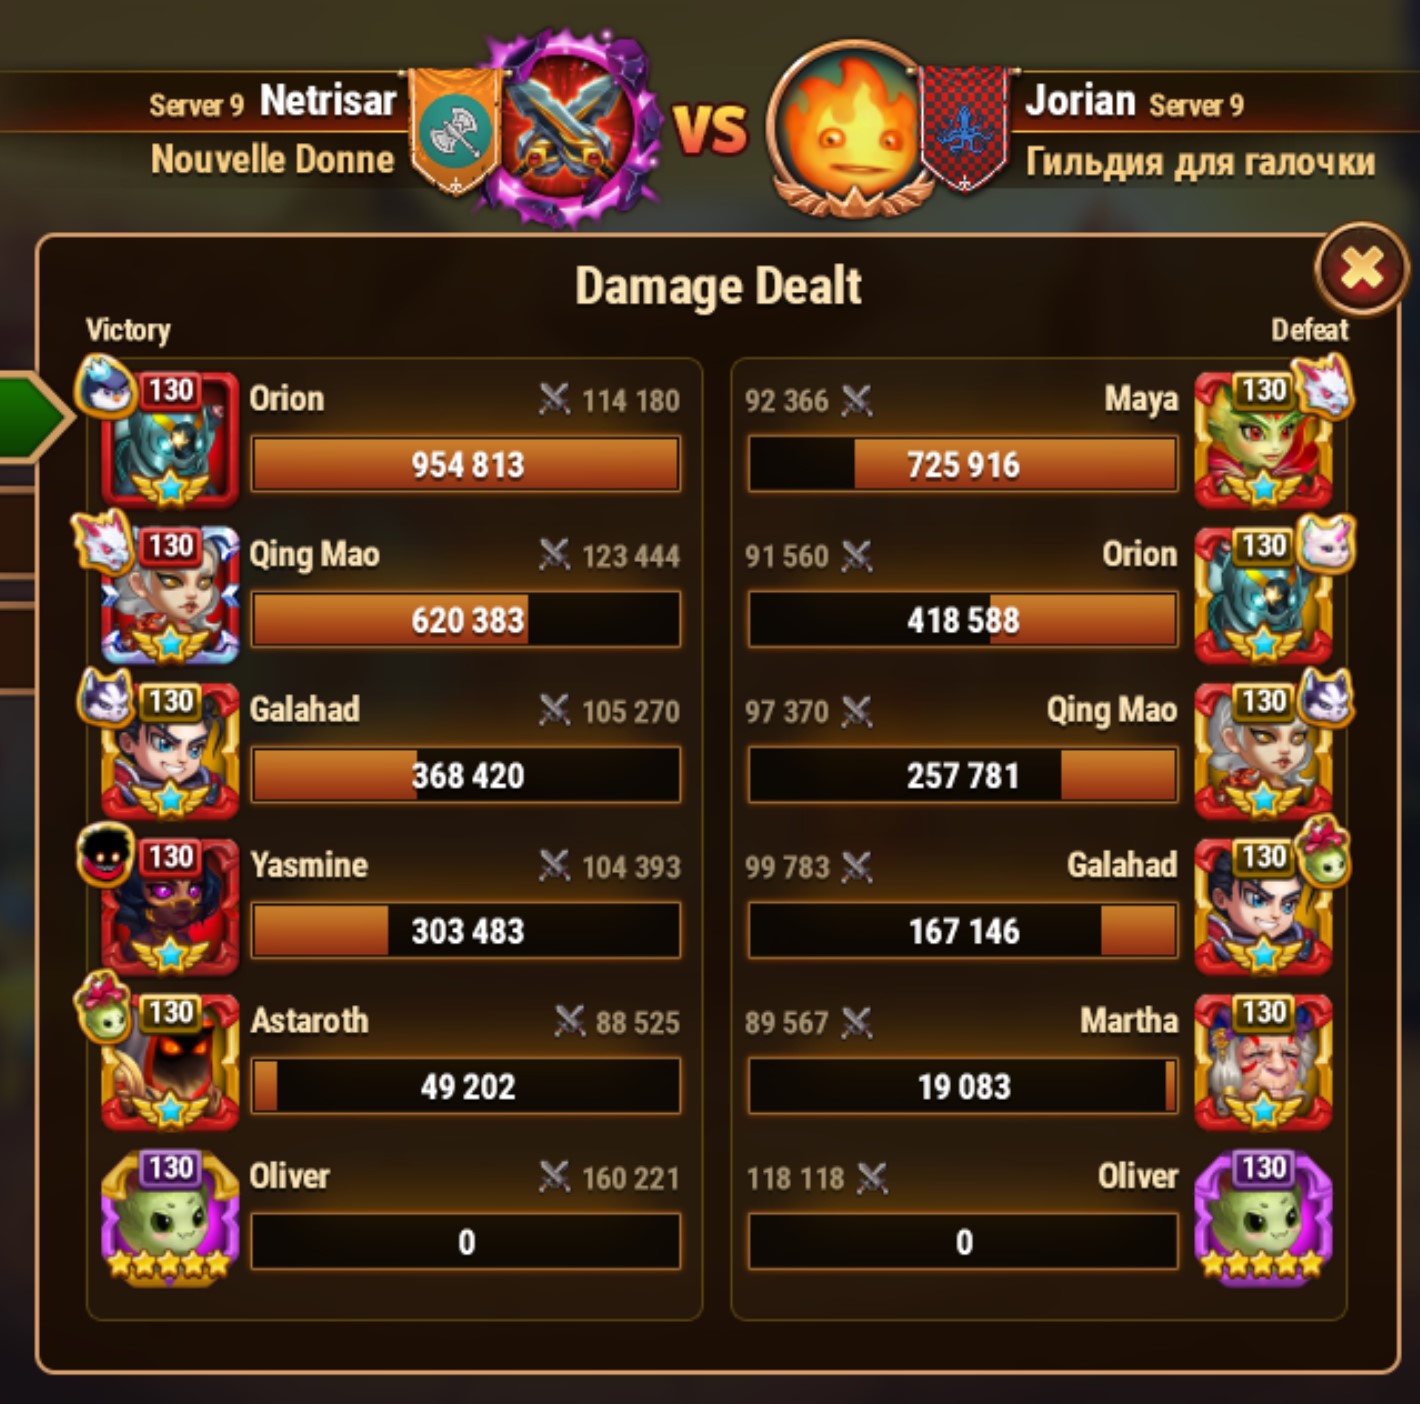 Server 9 Netrisar
Nouvelle Donne
VS
Jorian Server 9
Гильдия для галочки
Damage Dealt
Victory
Defeat
130
Orion 114 180
954 813
130
Qing Mao 123 444
620 383
130
Galahad 105 270
368 420
130
Yasmine 104 393
303 483
130
Astaroth 88 525
49 202
130
Oliver 160 221
0
92 366 Maya
130
725 916
91 560 Orion
130
418 588
97 370 Qing Mao
130
257 781
99 783 Galahad
130
167 146
89 567 Martha
130
19 083
118 118 Oliver
130
0